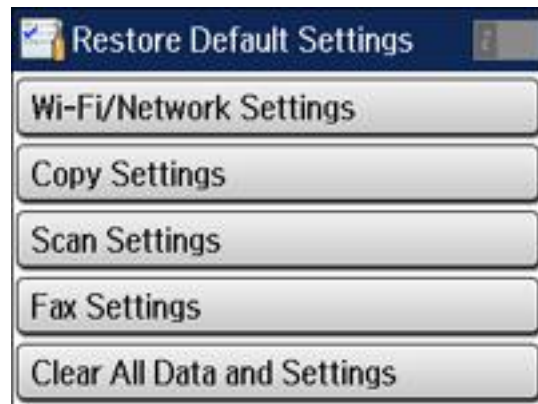 Restore Default Settings
Wi-Fi/Network Settings
Copy Settings
Scan Settings
Fax Settings
Clear All Data and Settings